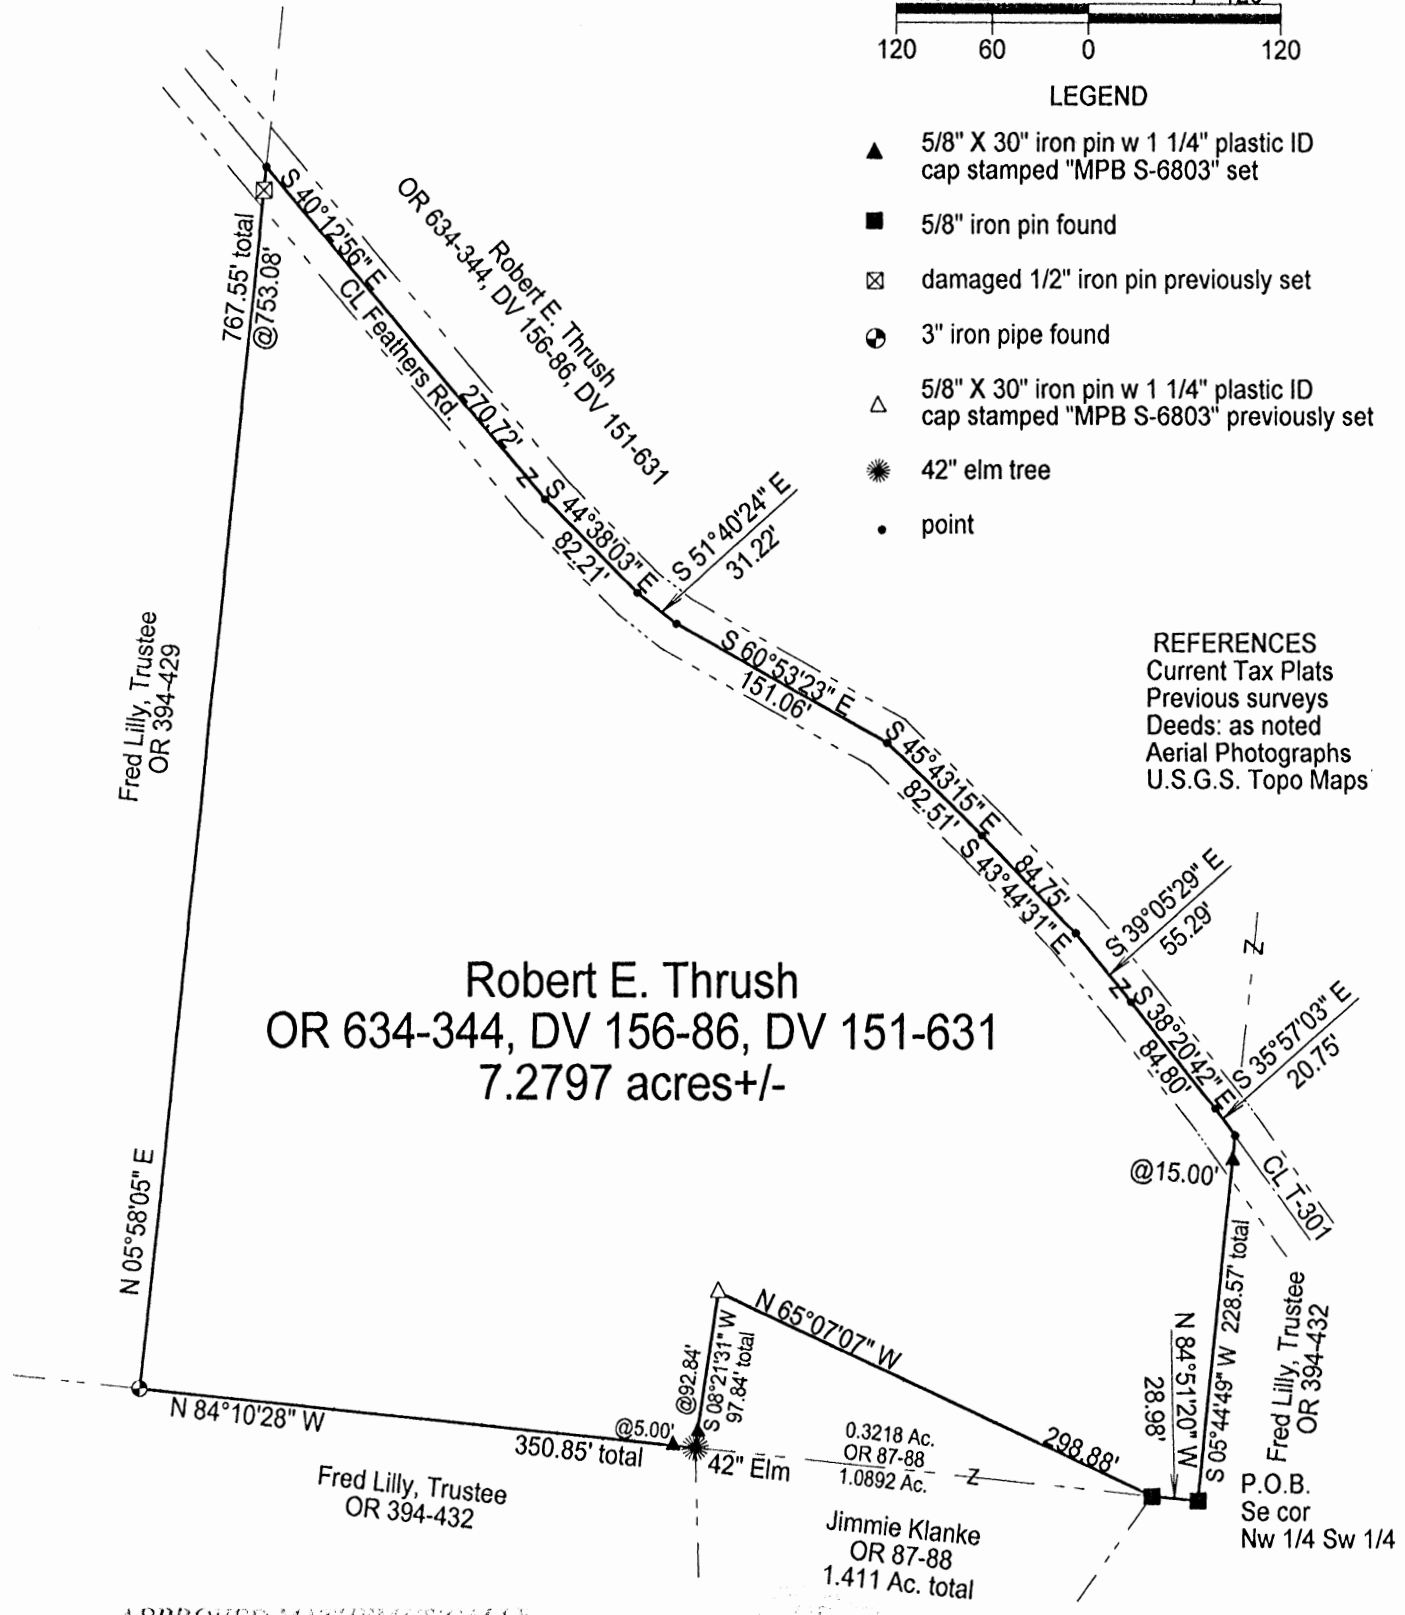 120 60 0 120
LEGEND
5/8" X 30" iron pin w 1 1/4" plastic ID
cap stamped "MPB S-6803" set
5/8" iron pin found
damaged 1/2" iron pin previously set
3" iron pipe found
5/8" X 30" iron pin w 1 1/4" plastic ID
cap stamped "MPB S-6803" previously set
42" elm tree
point
REFERENCES
Current Tax Plats
Previous surveys
Deeds: as noted
Aerial Photographs
U.S.G.S. Topo Maps
767.55' total
@753.08'
S 40°12'56" E
CL Feathers Rd.
270.72'
Z
Robert E. Thrush
OR 634-344, DV 156-86, DV 151-631
S 44°38'03" E
82.21'
S 51°40'24" E
31.22'
S 60°53'23" E
151.06'
S 45°43'15" E
82.51'
84.75'
S 43°44'31" E
S 39°05'29" E
55.29'
Z
Z
S 38°20'42" E
84.80'
S 35°57'03" E
20.75'
@15.00'
CL T-301
Fred Lilly, Trustee
OR 394-429
N 05°58'05" E
Robert E. Thrush
OR 634-344, DV 156-86, DV 151-631
7.2797 acres+/-
N 65°07'07" W
298.88'
@92.84'
S 08°21'31" W
97.84' total
N 84°10'28" W
350.85' total
@5.00'
42" Elm
Fred Lilly, Trustee
OR 394-432
0.3218 Ac.
OR 87-88
1.0892 Ac.
Z
Jimmie Klanke
OR 87-88
1.411 Ac. total
N 84°51'20" W
28.98'
S 05°44'49" W 228.57' total
Fred Lilly, Trustee
OR 394-432
P.O.B.
Se cor
Nw 1/4 Sw 1/4